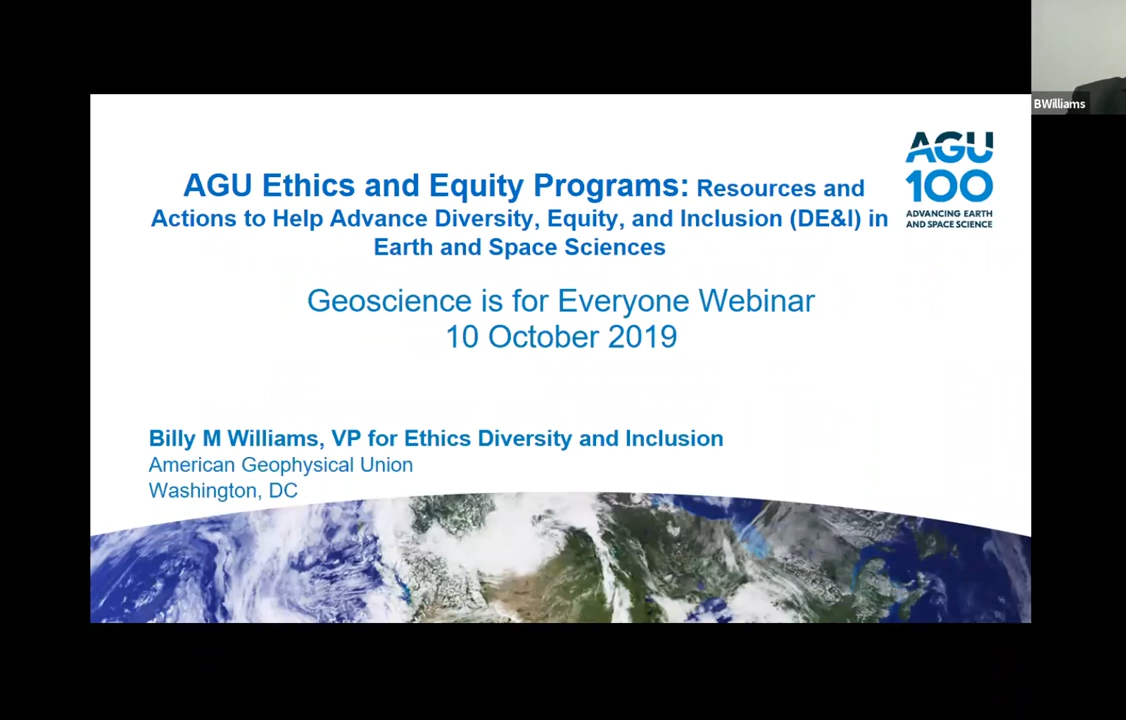 BWilliams
AGU
100
ADVANCING EARTH
AND SPACE SCIENCE
AGU Ethics and Equity Programs: Resources and
Actions to Help Advance Diversity, Equity, and Inclusion (DE&I) in
Earth and Space Sciences
Geoscience is for Everyone Webinar
10 October 2019
Billy M Williams, VP for Ethics Diversity and Inclusion
American Geophysical Union
Washington, DC